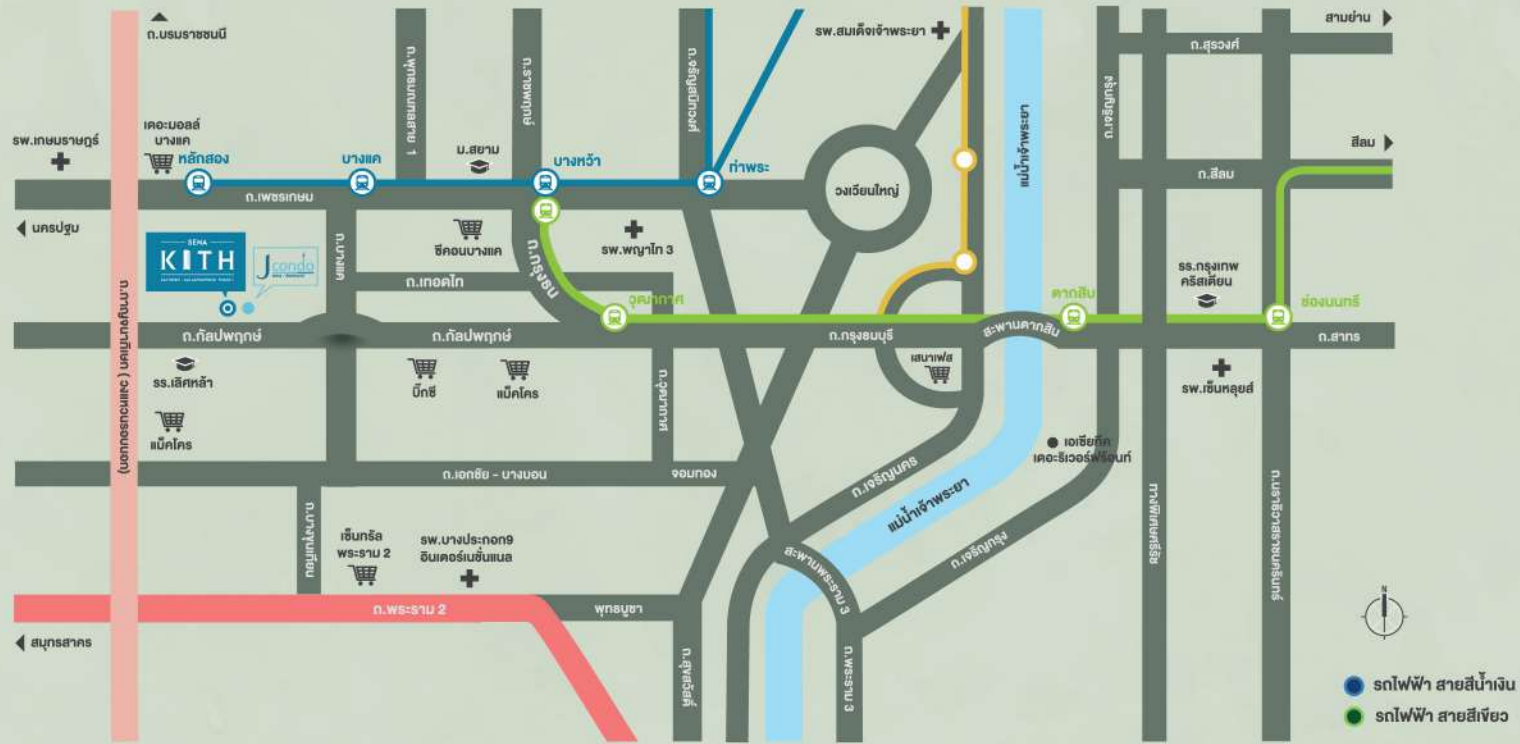 ถ.บรมราชชนนี
รพ.สมเด็จเจ้าพระยา
สามย่าน
ถ.สุรวงศ์
ถ.พุทธมณฑลสาย 1
ถ.ราชพฤกษ์
ถ.จรัญสนิทวงศ์
แม่น้ำเจ้าพระยา
ถ.เจริญกรุง
รพ.เกษมราษฎร์
เดอะมอลล์
บางแค
หลักสอง
บางแค
ม.สยาม
บางหว้า
ท่าพระ
วงเวียนใหญ่
สีลม
ถ.สีลม
ถ.เพชรเกษม
นครปฐม
SENA
KITH
J condo
ถ.บางแค
ซีคอนบางแค
ถ.กรุงธน
รพ.พญาไท 3
ถ.เทอดไท
วุฒากาศ
ตากสิน
รร.กรุงเทพ
คริสเตียน
ช่องนนทรี
ถ.กัลปพฤกษ์
ถ.กัลปพฤกษ์
ถ.กรุงธนบุรี
สะพานตากสิน
ถ.สาทร
ถ.กาญจนาภิเษก (วงแหวนรอบนอก)
รร.เลิศหล้า
บิ๊กซี
แม็คโคร
ถ.วุฒากาศ
เสนาเฟส
รพ.เซ็นหลุยส์
แม็คโคร
เอเชียทีค
เดอะริเวอร์ฟร้อนท์
ถ.เอกชัย - บางบอน
จอมทอง
ถ.เจริญนคร
แม่น้ำเจ้าพระยา
ทางพิเศษศรีรัช
ถ.นราธิวาสราชนครินทร์
ถ.บางขุนเทียน
เซ็นทรัล
พระราม 2
รพ.บางปะกอก9
อินเตอร์เนชั่นแนล
สะพานพระราม 3
ถ.เจริญกรุง
ถ.พระราม 2
พุทธบูชา
N
สมุทรสาคร
ถ.สุขสวัสดิ์
ถ.พระราม 3
รถไฟฟ้า สายสีน้ำเงิน
รถไฟฟ้า สายสีเขียว